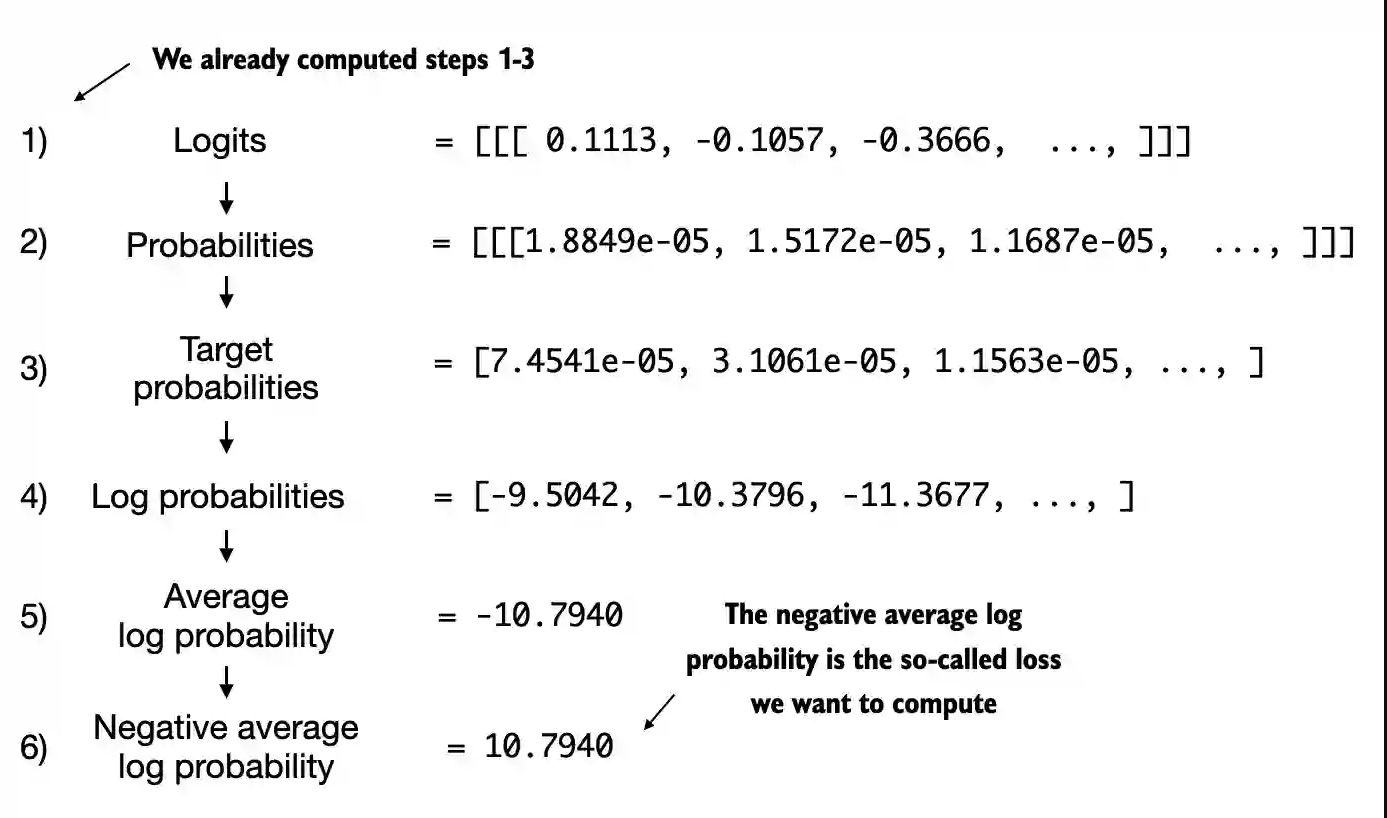 We already computed steps 1-3
1) Logits = [[[ 0.1113, -0.1057, -0.3666, ..., ]]]
2) Probabilities = [[[1.8849e-05, 1.5172e-05, 1.1687e-05, ..., ]]]
3) Target
probabilities = [7.4541e-05, 3.1061e-05, 1.1563e-05, ..., ]
4) Log probabilities = [-9.5042, -10.3796, -11.3677, ..., ]
5) Average
log probability = -10.7940
The negative average log
probability is the so-called loss
we want to compute
6) Negative average
log probability = 10.7940